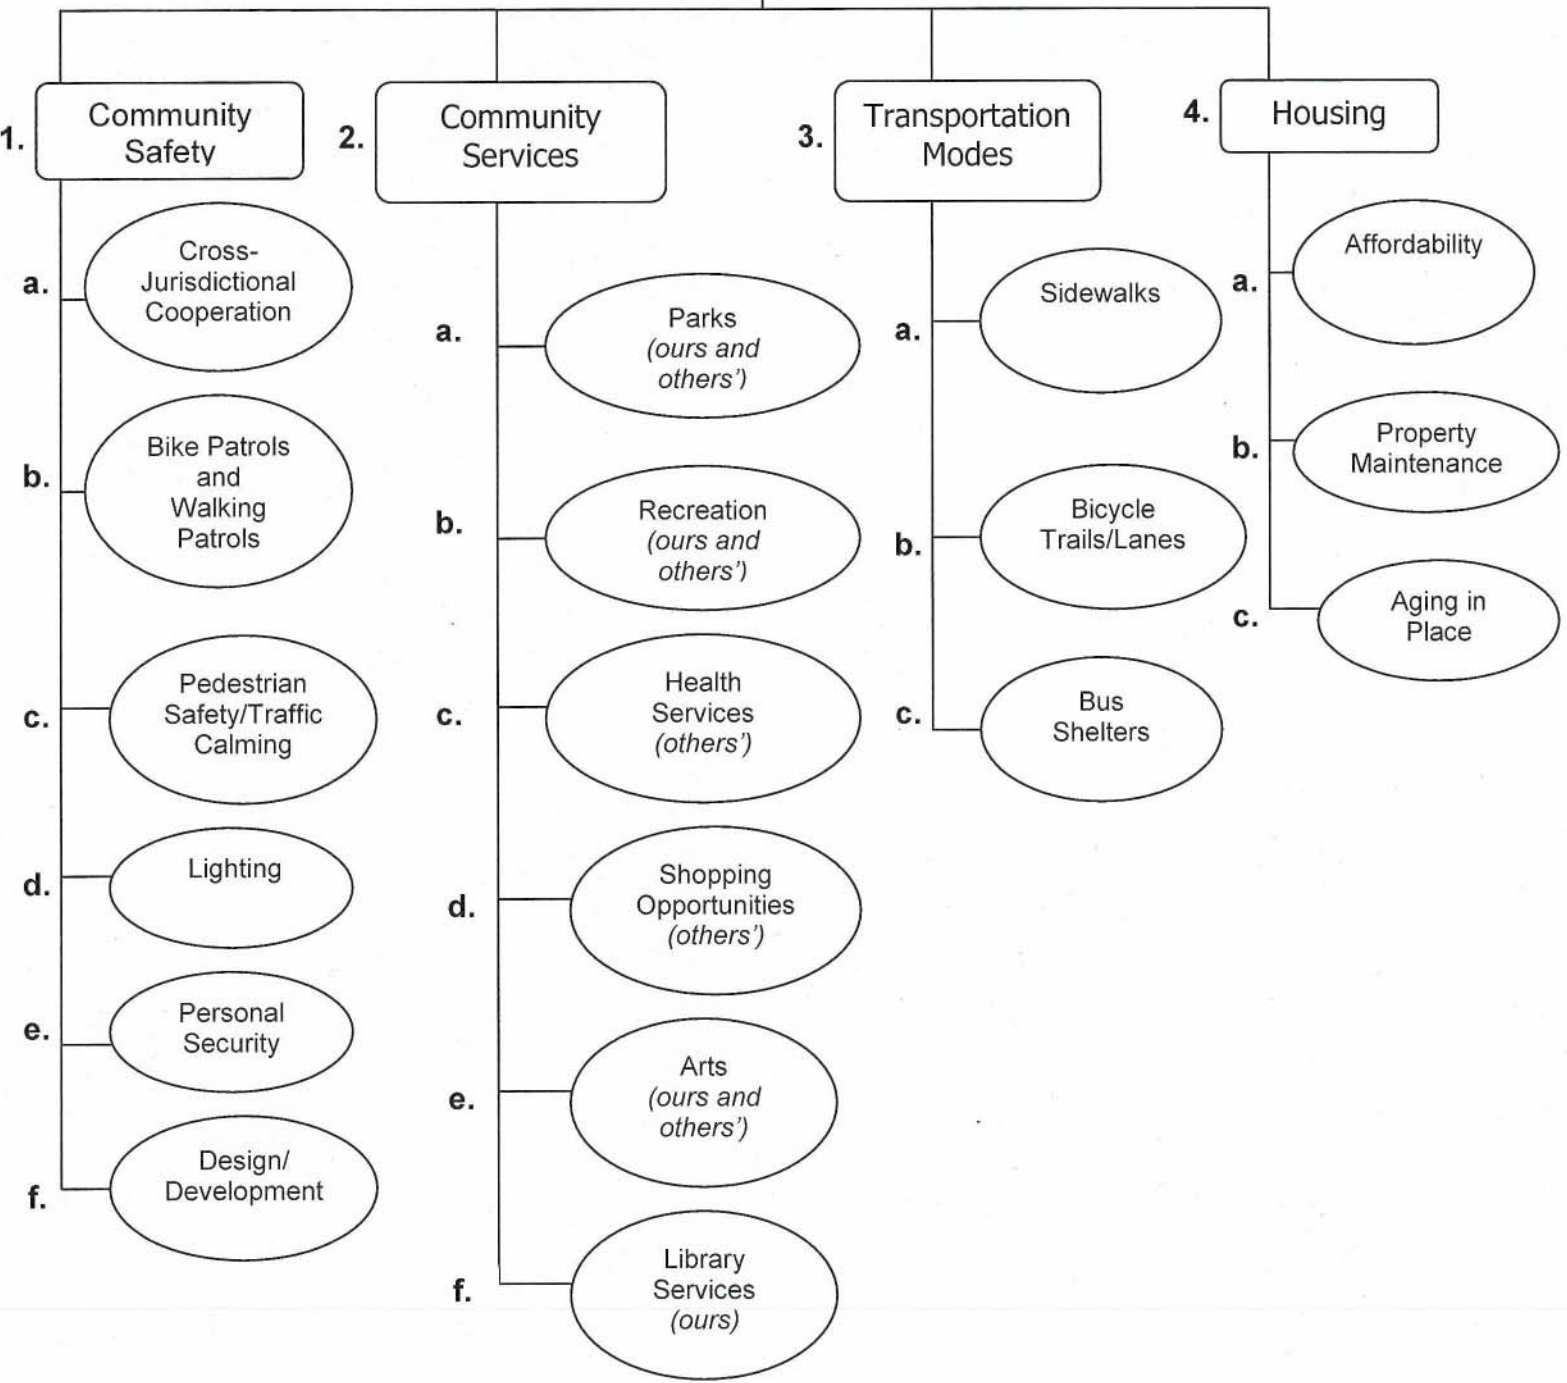 1.
Community
Safety
a.
Cross-
Jurisdictional
Cooperation
b.
Bike Patrols
and
Walking
Patrols
c.
Pedestrian
Safety/Traffic
Calming
d.
Lighting
e.
Personal
Security
f.
Design/
Development
2.
Community
Services
a.
Parks
(ours and
others')
b.
Recreation
(ours and
others')
c.
Health
Services
(others')
d.
Shopping
Opportunities
(others')
e.
Arts
(ours and
others')
f.
Library
Services
(ours)
3.
Transportation
Modes
a.
Sidewalks
b.
Bicycle
Trails/Lanes
c.
Bus
Shelters
4.
Housing
a.
Affordability
b.
Property
Maintenance
c.
Aging in
Place